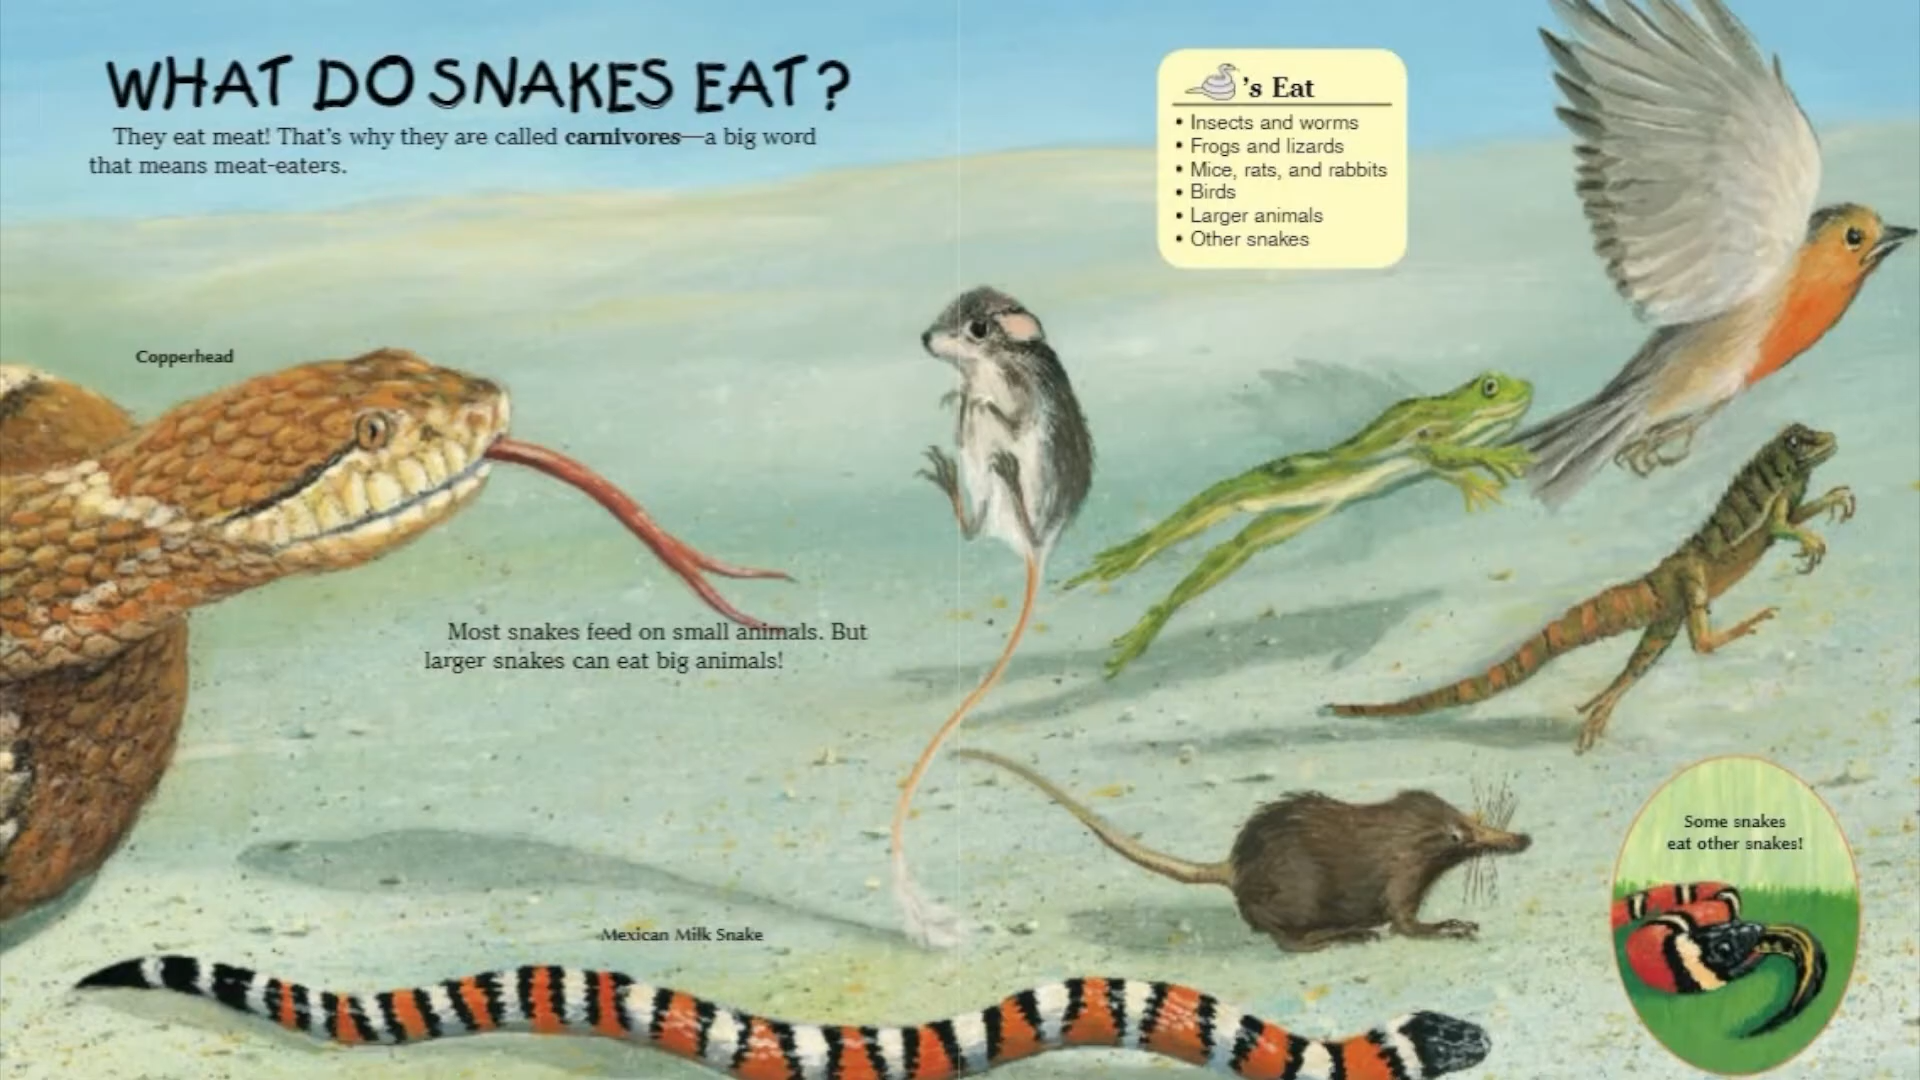 WHAT DO SNAKES EAT?
They eat meat! That's why they are called carnivores—a big word
that means meat-eaters.
's Eat
• Insects and worms
• Frogs and lizards
• Mice, rats, and rabbits
• Birds
• Larger animals
• Other snakes
Copperhead
Most snakes feed on small animals. But
larger snakes can eat big animals!
Some snakes
eat other snakes!
Mexican Milk Snake